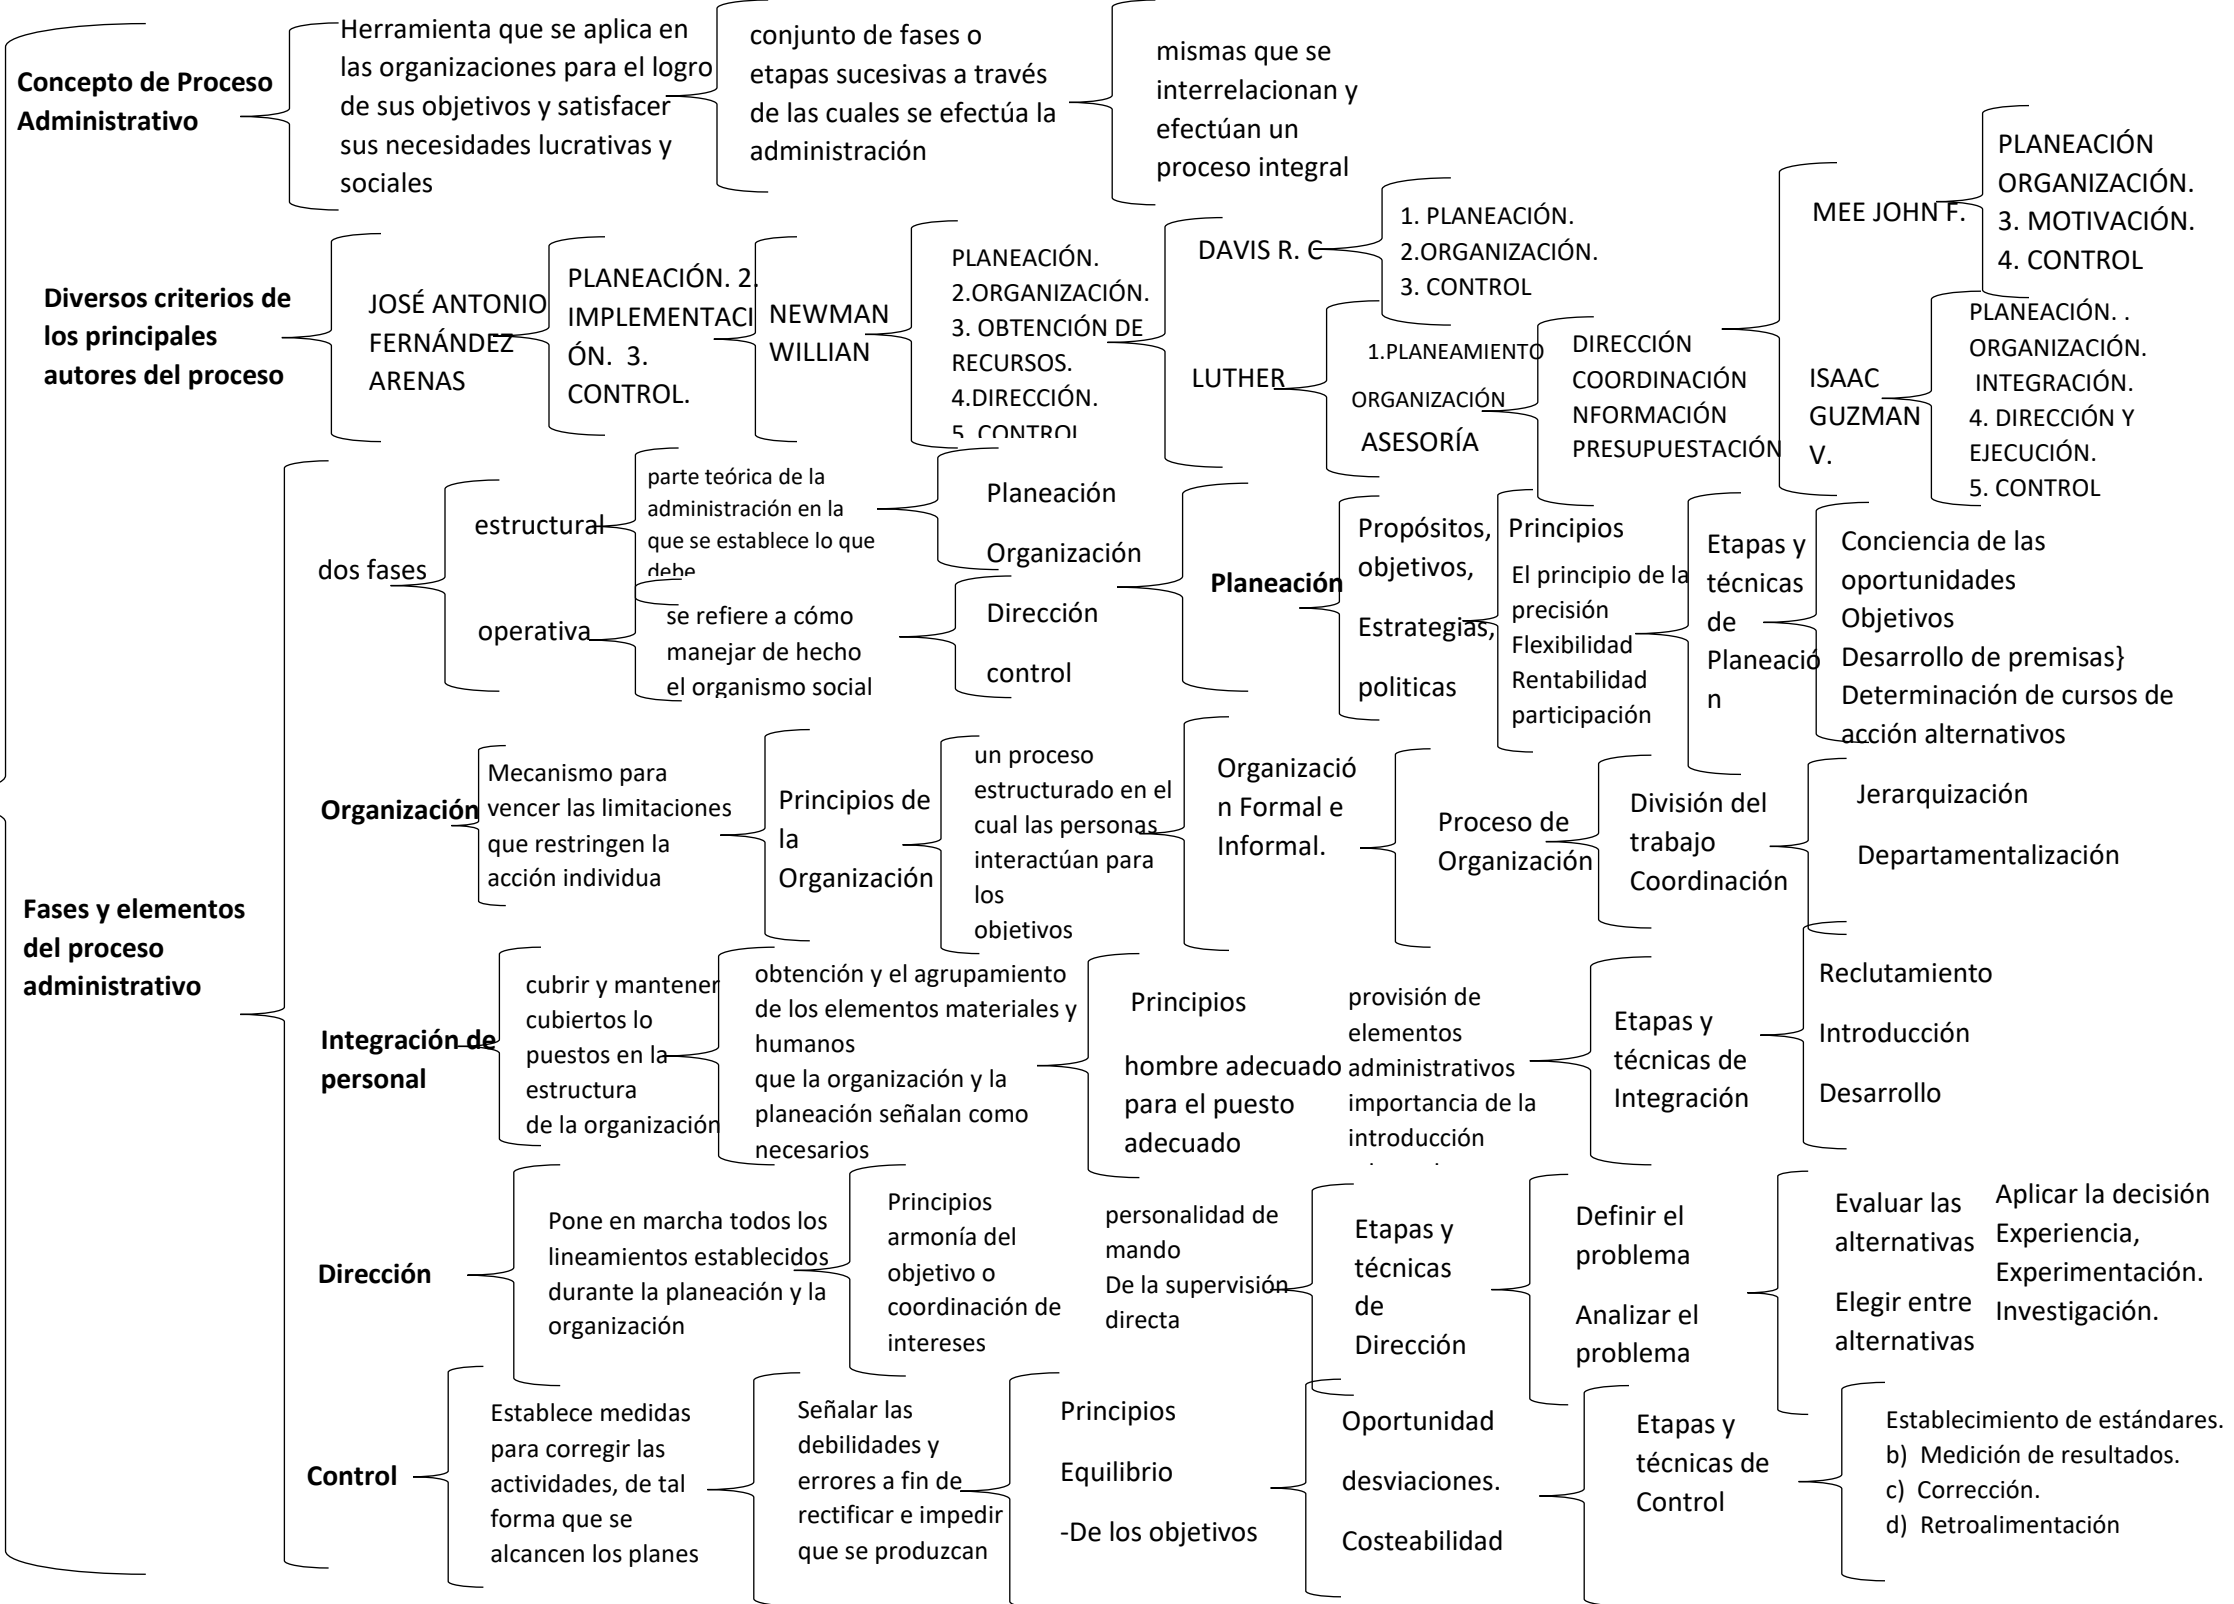 Concepto de Proceso
Administrativo
Herramienta que se aplica en
las organizaciones para el logro
de sus objetivos y satisfacer
sus necesidades lucrativas y
sociales
conjunto de fases o
etapas sucesivas a través
de las cuales se efectúa la
administración
mismas que se
interrelacionan y
efectúan un
proceso integral
Diversos criterios de
los principales
autores del proceso
JOSÉ ANTONIO
FERNÁNDEZ
ARENAS
PLANEACIÓN. 2.
IMPLEMENTACI
ÓN. 3.
CONTROL.
NEWMAN
WILLIAN
PLANEACIÓN.
2.ORGANIZACIÓN.
3. OBTENCIÓN DE
RECURSOS.
4.DIRECCIÓN.
5. CONTROL
DAVIS R. C
1. PLANEACIÓN.
2.ORGANIZACIÓN.
3. CONTROL
LUTHER
1.PLANEAMIENTO
ORGANIZACIÓN
ASESORÍA
DIRECCIÓN
COORDINACIÓN
NFORMACIÓN
PRESUPUESTACIÓN
MEE JOHN F.
PLANEACIÓN
ORGANIZACIÓN.
3. MOTIVACIÓN.
4. CONTROL
ISAAC
GUZMAN
V.
PLANEACIÓN. .
ORGANIZACIÓN.
INTEGRACIÓN.
4. DIRECCIÓN Y
EJECUCIÓN.
5. CONTROL
Fases y elementos
del proceso
administrativo
dos fases
estructural
parte teórica de la
administración en la
que se establece lo que
debe
Planeación
Organización
operativa
se refiere a cómo
manejar de hecho
el organismo social
Dirección
control
Planeación
Propósitos,
objetivos,
Estrategias,
politicas
Principios
El principio de la
precisión
Flexibilidad
Rentabilidad
participación
Etapas y
técnicas
de
Planeació
n
Conciencia de las
oportunidades
Objetivos
Desarrollo de premisas}
Determinación de cursos de
acción alternativos
Organización
Mecanismo para
vencer las limitaciones
que restringen la
acción individua
Principios de
la
Organización
un proceso
estructurado en el
cual las personas
interactúan para
los
objetivos
Organizació
n Formal e
Informal.
Proceso de
Organización
División del
trabajo
Coordinación
Jerarquización
Departamentalización
Integración de
personal
cubrir y mantener
cubiertos lo
puestos en la
estructura
de la organización
obtención y el agrupamiento
de los elementos materiales y
humanos
que la organización y la
planeación señalan como
necesarios
Principios
hombre adecuado
para el puesto
adecuado
provisión de
elementos
administrativos
importancia de la
introducción
Etapas y
técnicas de
Integración
Reclutamiento
Introducción
Desarrollo
Dirección
Pone en marcha todos los
lineamientos establecidos
durante la planeación y la
organización
Principios
armonía del
objetivo o
coordinación de
intereses
personalidad de
mando
De la supervisión
directa
Etapas y
técnicas
de
Dirección
Definir el
problema
Analizar el
problema
Evaluar las
alternativas
Elegir entre
alternativas
Aplicar la decisión
Experiencia,
Experimentación.
Investigación.
Control
Establece medidas
para corregir las
actividades, de tal
forma que se
alcancen los planes
Señalar las
debilidades y
errores a fin de
rectificar e impedir
que se produzcan
Principios
Equilibrio
-De los objetivos
Oportunidad
desviaciones.
Costeabilidad
Etapas y
técnicas de
Control
Establecimiento de estándares.
b) Medición de resultados.
c) Corrección.
d) Retroalimentación